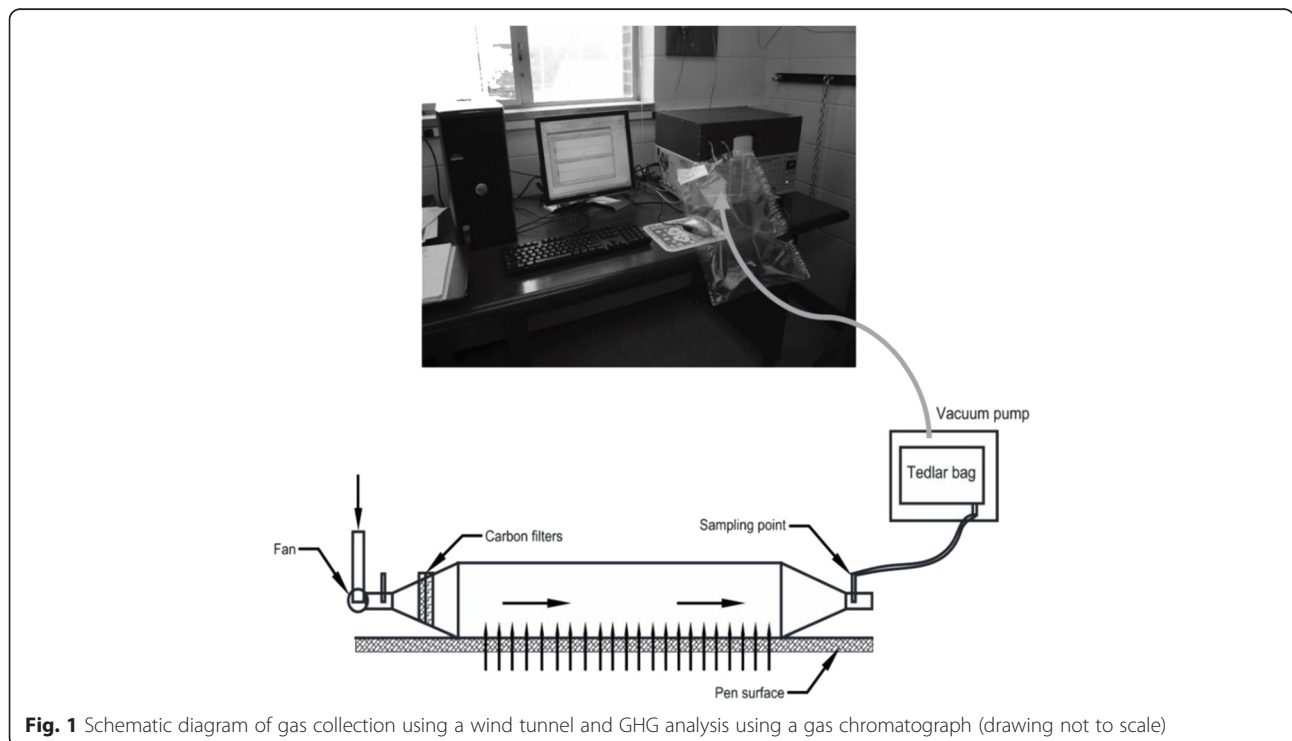 Vacuum pump
Tedlar bag
Sampling point
Carbon filters
Fan
Pen surface
Fig. 1 Schematic diagram of gas collection using a wind tunnel and GHG analysis using a gas chromatograph (drawing not to scale)